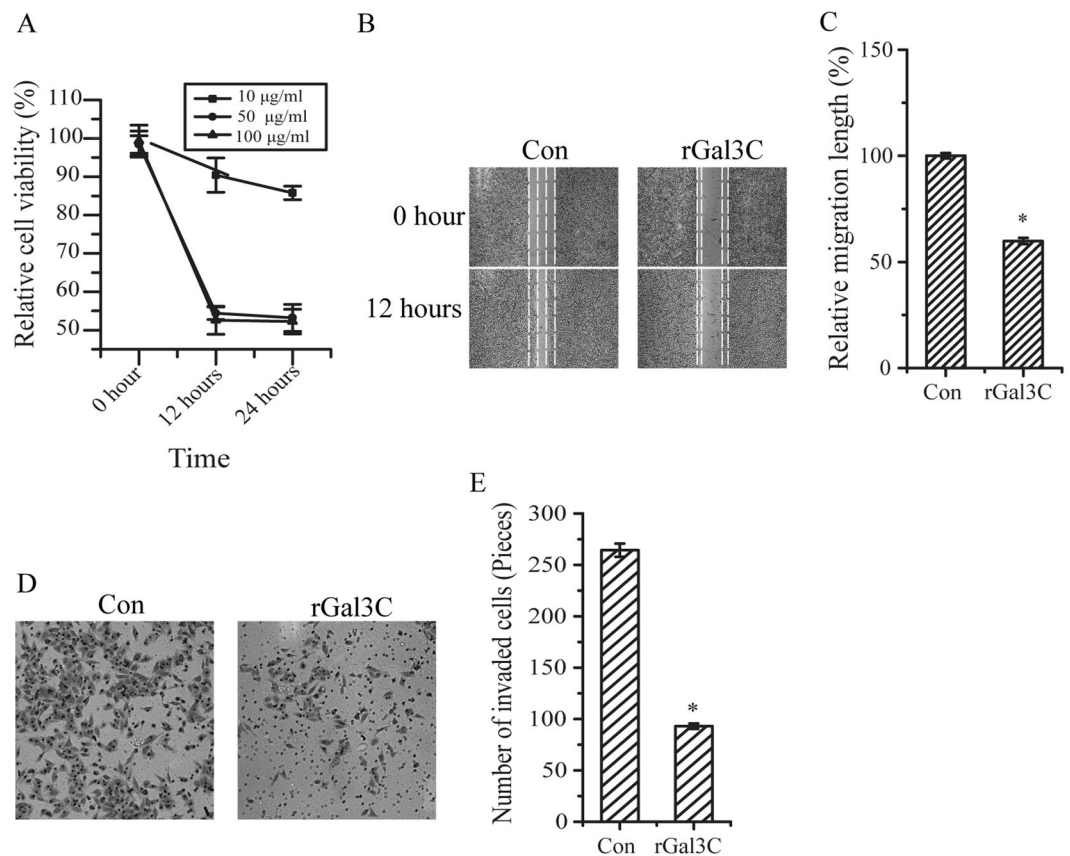 A
Relative cell viability (%)
110
100
90
80
70
60
50
10 µg/ml
50 µg/ml
100 µg/ml
0 hour
12 hours
24 hours
Time
B
Con
rGal3C
0 hour
12 hours
C
Relative migration length (%)
150
100
50
0
*
Con
rGal3C
D
Con
rGal3C
E
Number of invaded cells (Pieces)
300
250
200
150
100
50
0
*
Con
rGal3C